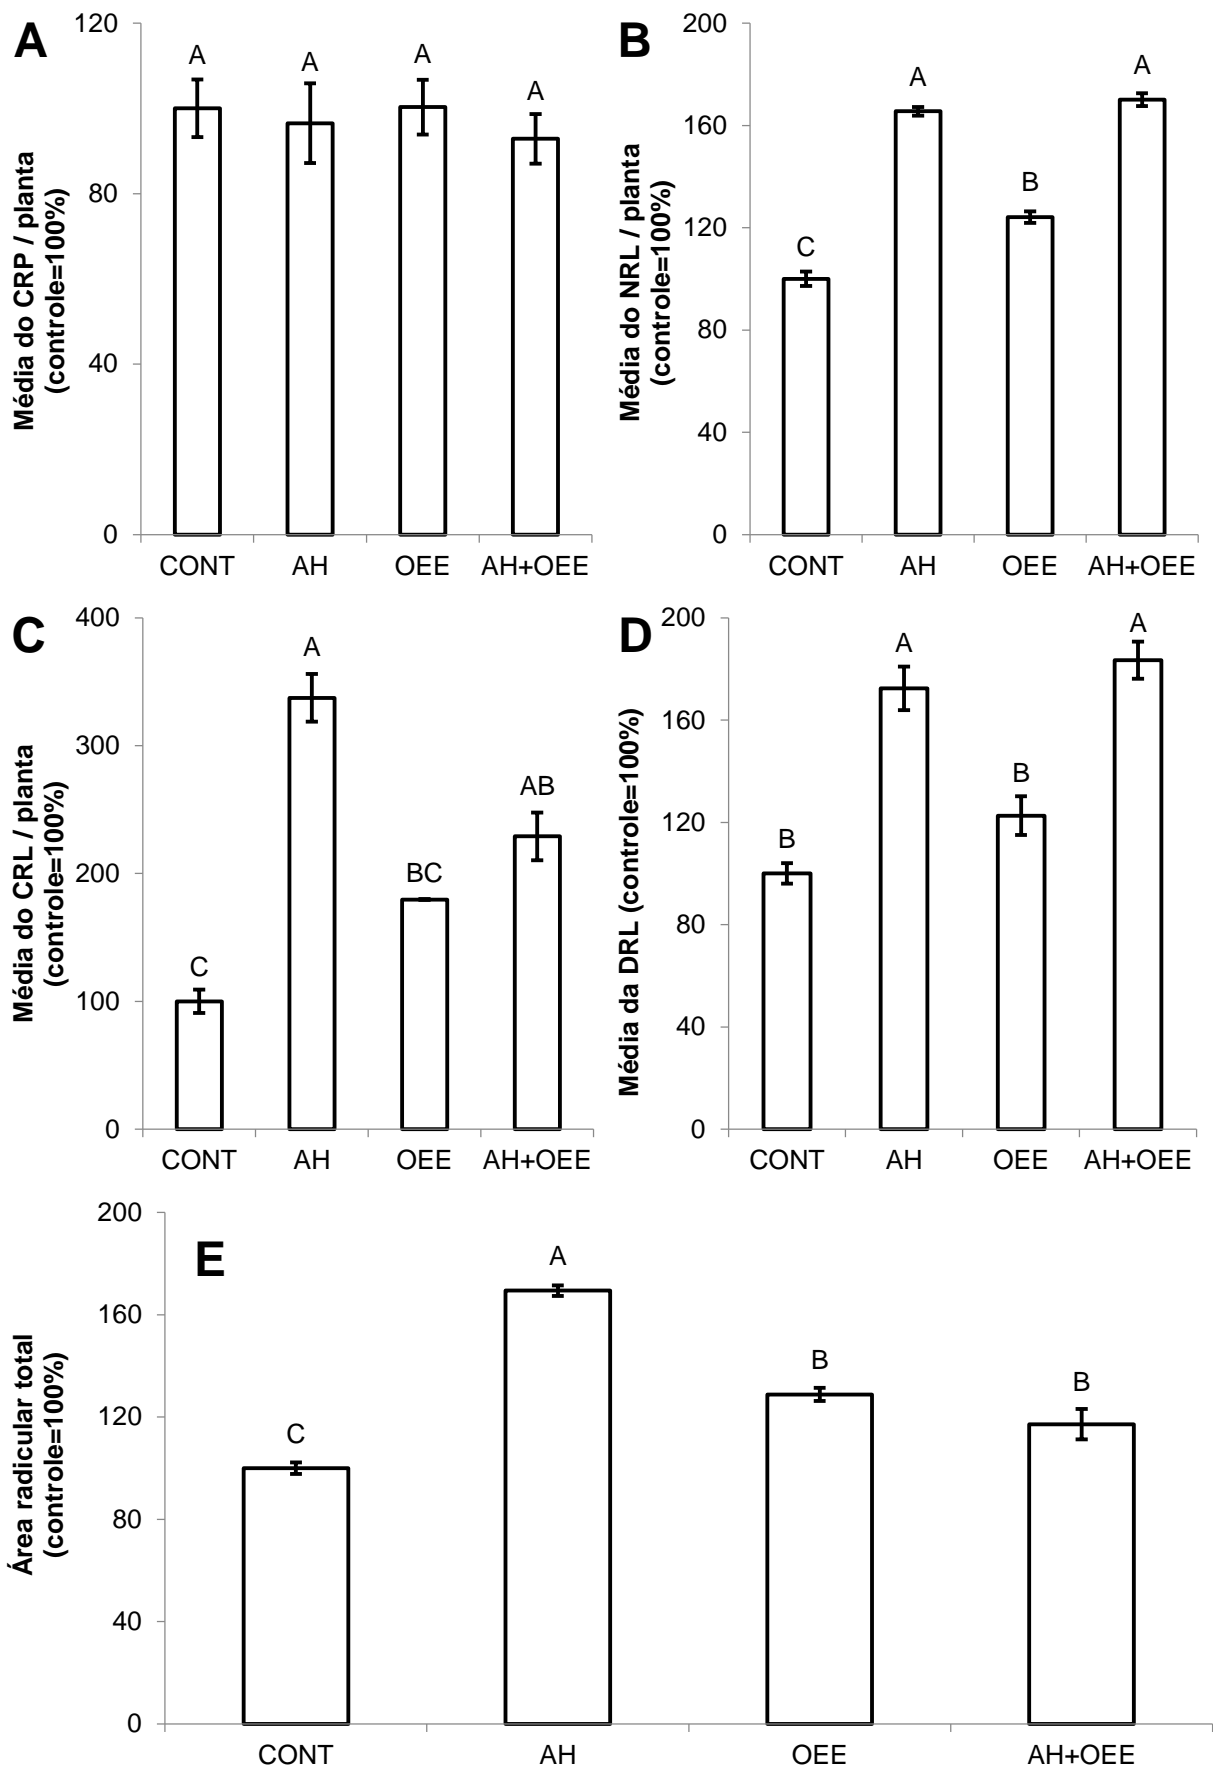 A
Média do CRP / planta
(controle=100%)
120
80
40
0
A
A
A
A
CONT
AH
OEE
AH+OEE
B
Média do NRL / planta
(controle=100%)
200
160
120
80
40
0
C
A
B
A
CONT
AH
OEE
AH+OEE
C
Média do CRL / planta
(controle=100%)
400
300
200
100
0
C
A
BC
AB
CONT
AH
OEE
AH+OEE
D
Média da DRL (controle=100%)
200
160
120
80
40
0
B
A
B
A
CONT
AH
OEE
AH+OEE
E
Área radicular total
(controle=100%)
200
160
120
80
40
0
C
A
B
B
CONT
AH
OEE
AH+OEE